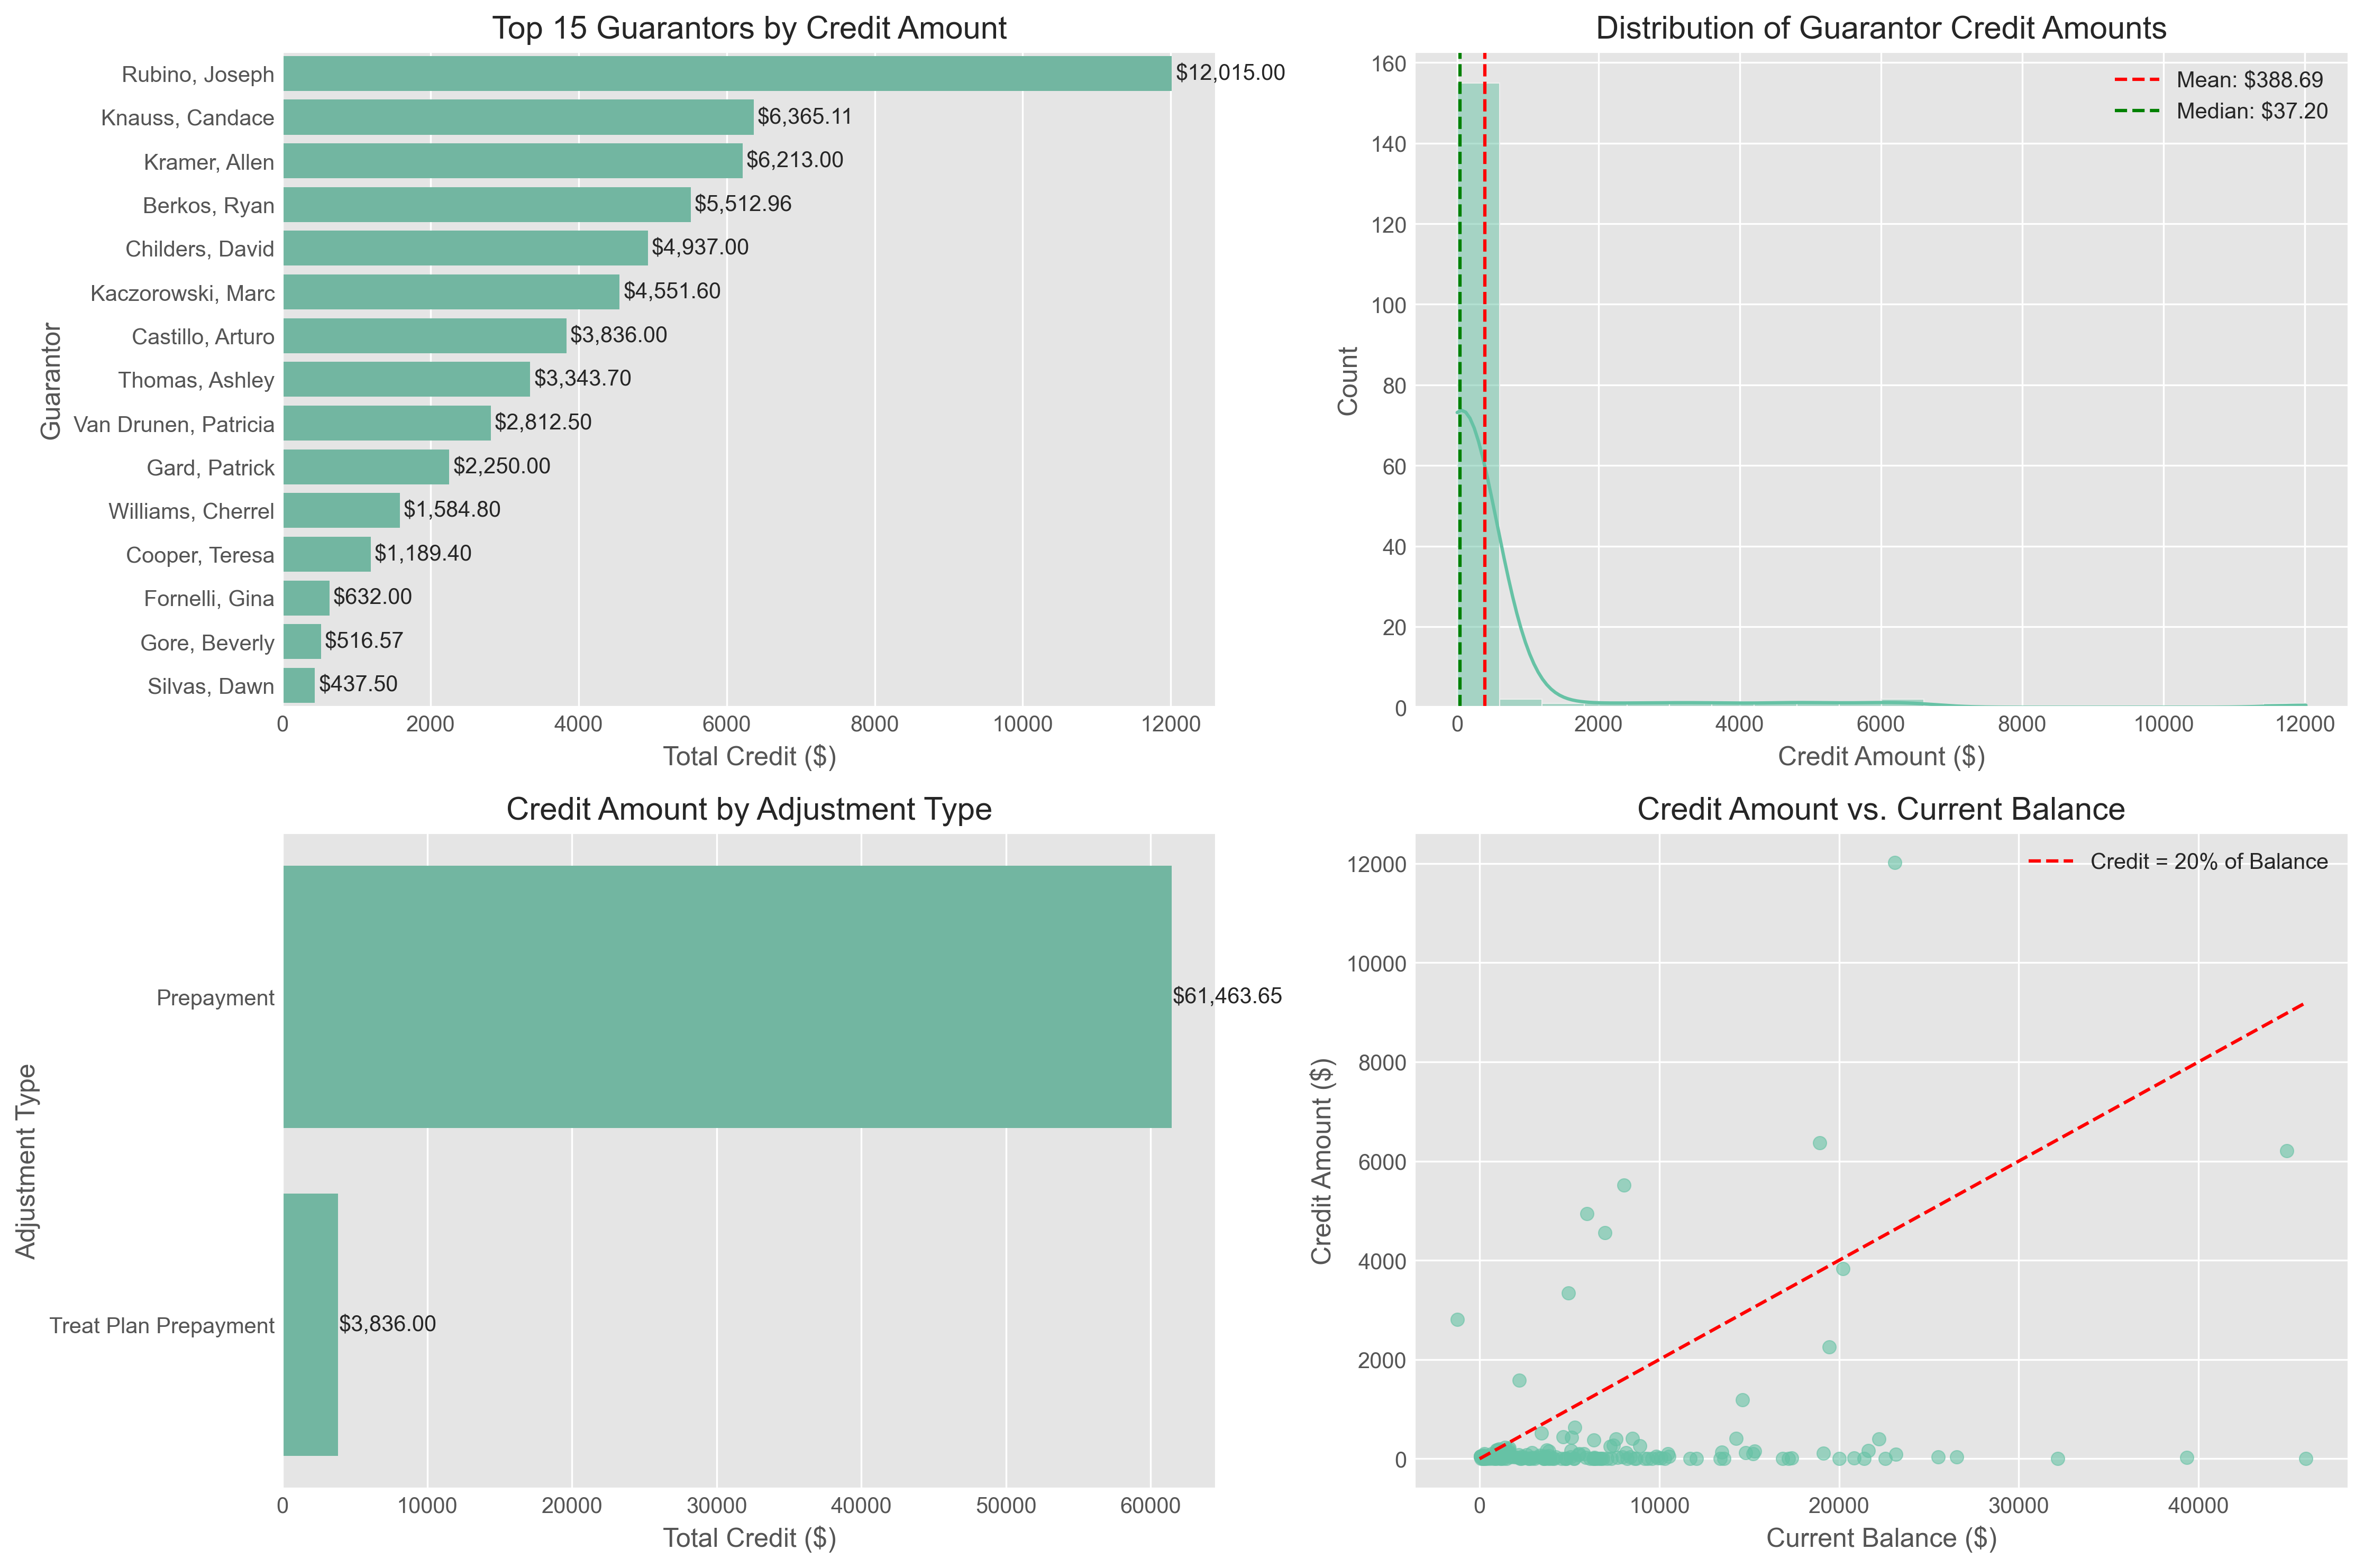 Top 15 Guarantors by Credit Amount
Guarantor
Rubino, Joseph
$12,015.00
Knauss, Candace
$6,365.11
Kramer, Allen
$6,213.00
Berkos, Ryan
$5,512.96
Childers, David
$4,937.00
Kaczorowski, Marc
$4,551.60
Castillo, Arturo
$3,836.00
Thomas, Ashley
$3,343.70
Van Drunen, Patricia
$2,812.50
Gard, Patrick
$2,250.00
Williams, Cherrel
$1,584.80
Cooper, Teresa
$1,189.40
Fornelli, Gina
$632.00
Gore, Beverly
$516.57
Silvas, Dawn
$437.50
0 2000 4000 6000 8000 10000 12000
Total Credit ($)
Distribution of Guarantor Credit Amounts
Mean: $388.69
Median: $37.20
Count
160
140
120
100
80
60
40
20
0
0 2000 4000 6000 8000 10000 12000
Credit Amount ($)
Credit Amount by Adjustment Type
Adjustment Type
Prepayment
$61,463.65
Treat Plan Prepayment
$3,836.00
0 10000 20000 30000 40000 50000 60000
Total Credit ($)
Credit Amount vs. Current Balance
Credit = 20% of Balance
Credit Amount ($)
12000
10000
8000
6000
4000
2000
0
0 10000 20000 30000 40000
Current Balance ($)